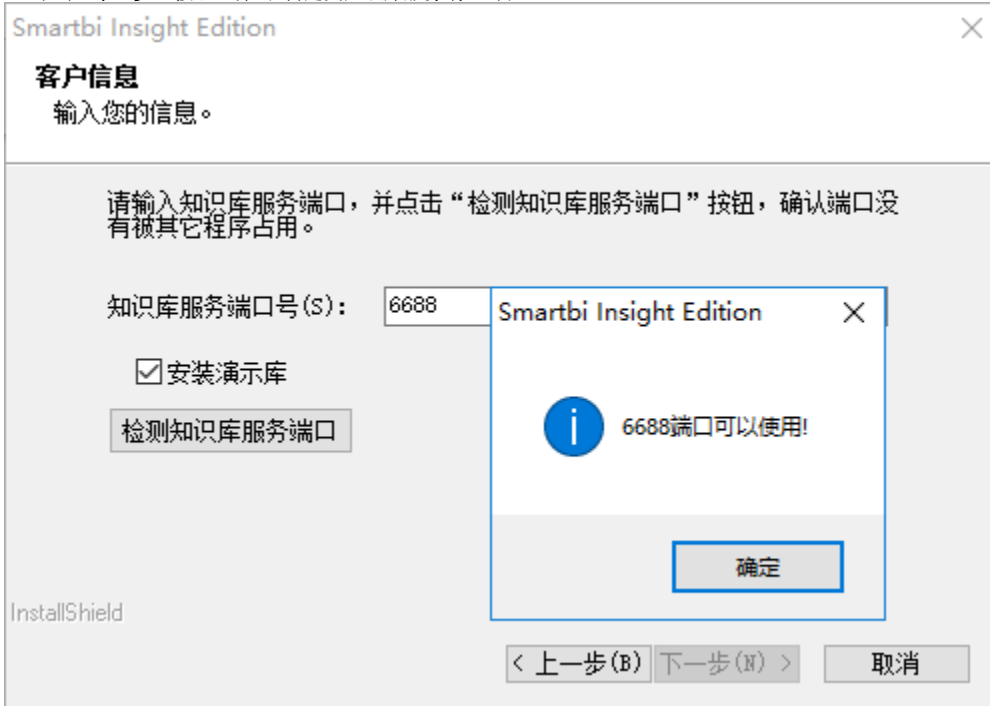 Smartbi Insight Edition
客户信息
输入您的信息。
请输入知识库服务端口，并点击“检测知识库服务端口”按钮，确认端口没
有被其它程序占用。
知识库服务端口号(S)：
6688
安装演示库
检测知识库服务端口
Smartbi Insight Edition
6688端口可以使用!
确定
InstallShield
< 上一步(B)
下一步(N) >
取消